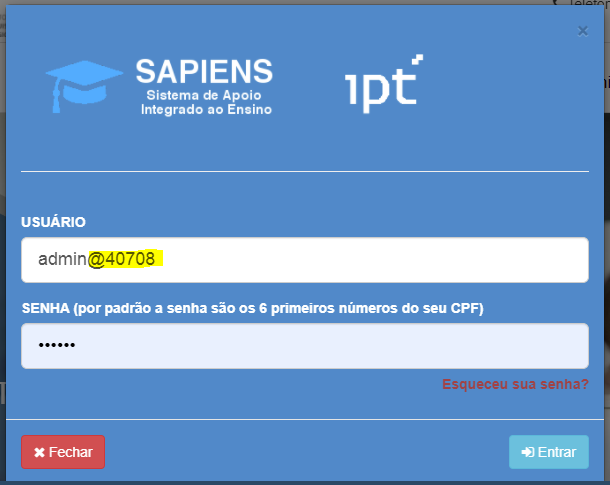 Telefon
×
SAPIENS
Sistema de Apoio
Integrado ao Ensino
ipt
USUÁRIO
admin@40708
SENHA (por padrão a senha são os 6 primeiros números do seu CPF)
••••••
Esqueceu sua senha?
Fechar
Entrar